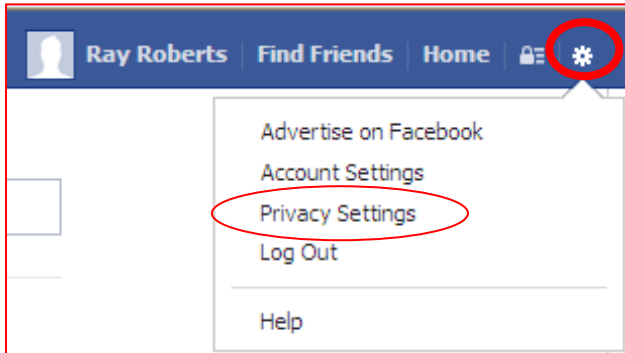 Ray Roberts Find Friends Home
Advertise on Facebook
Account Settings
Privacy Settings
Log Out
Help